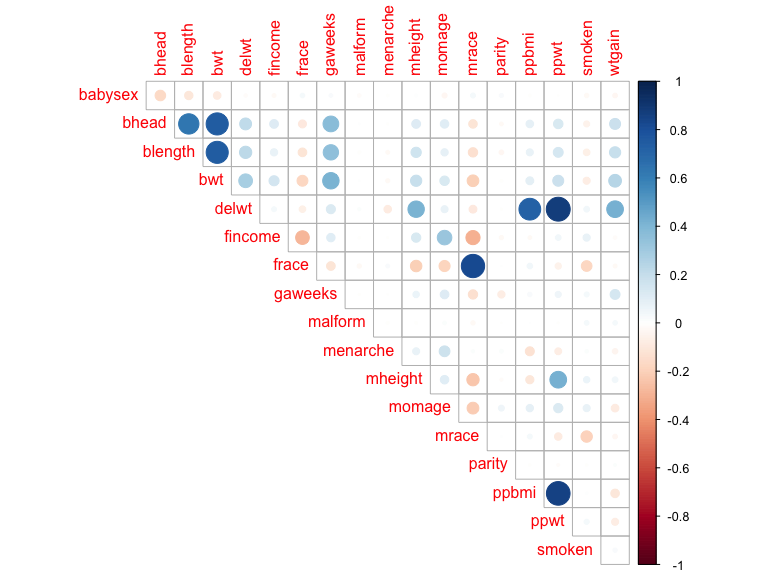 bhead
blength
bwt
delwt
fincome
frace
gaweeks
malform
menarche
mheight
momage
mrace
parity
ppbmi
ppwt
smoken
wtgain
babysex
bhead
blength
bwt
delwt
fincome
frace
gaweeks
malform
menarche
mheight
momage
mrace
parity
ppbmi
ppwt
smoken
1
0.8
0.6
0.4
0.2
0
-0.2
-0.4
-0.6
-0.8
-1